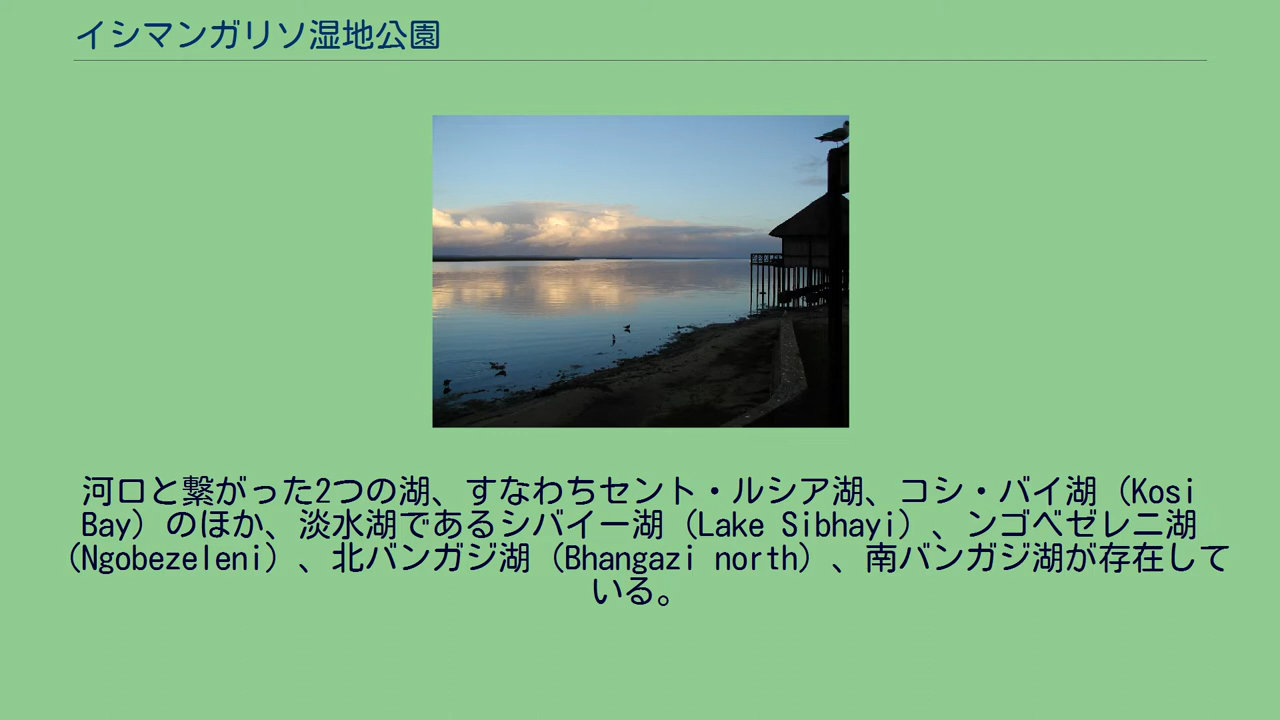 イシマンガリソ湿地公園
河口と繋がった2つの湖、すなわちセント・ルシア湖、コシ・バイ湖（Kosi
Bay）のほか、淡水湖であるシバイー湖（Lake Sibhayi）、ンゴベゼレニ湖
（Ngobezeleni）、北バンガジ湖（Bhangazi north）、南バンガジ湖が存在して
いる。